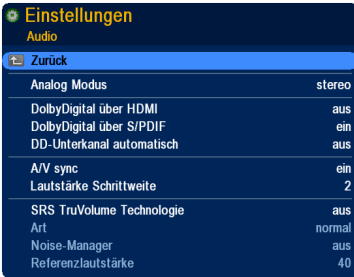 Einstellungen
Audio
Zurück
Analog Modus stereo
DolbyDigital über HDMI aus
DolbyDigital über S/PDIF ein
DD-Unterkanal automatisch aus
A/V sync ein
Lautstärke Schrittweite 2
SRS TruVolume Technologie aus
Art normal
Noise-Manager aus
Referenzlautstärke 40